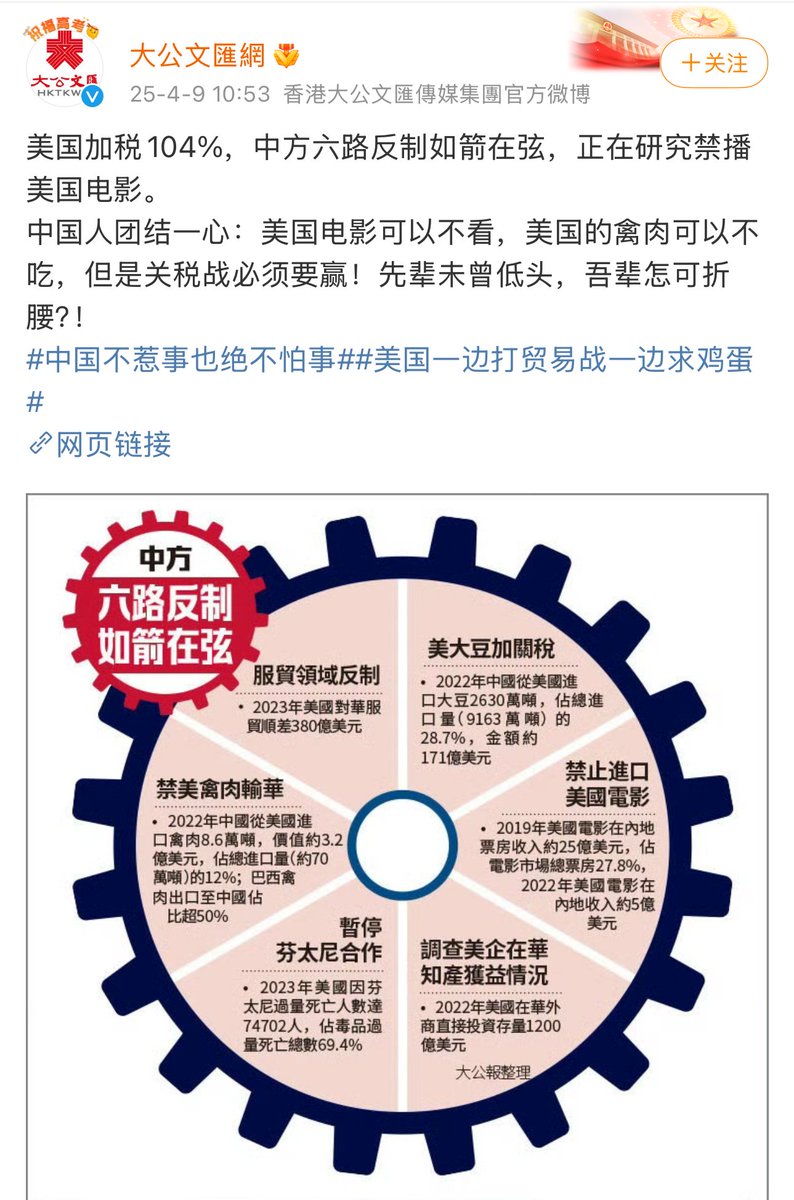 祝福高考
大公文匯
HKTKW
大公文匯網
25-4-9 10:53 香港大公文匯傳媒集團官方微博
＋关注
美国加税104%，中方六路反制如箭在弦，正在研究禁播
美国电影。
中国人团结一心：美国电影可以不看，美国的禽肉可以不
吃，但是关税战必须要赢！先辈未曾低头，吾辈怎可折
腰?！
#中国不惹事也绝不怕事##美国一边打贸易战一边求鸡蛋
#
网页链接
中方
六路反制
如箭在弦
美大豆加關稅
• 2022年中國從美國進
口大豆2630萬噸，佔總進
口量（9163萬噸）的
28.7%，金額約
171億美元
禁止進口
美國電影
• 2019年美國電影在內地
票房收入約25億美元，佔
電影市場總票房27.8%，
2022年美國電影在
內地收入約5億
美元
調查美企在華
知產獲益情況
• 2022年美國在華外
商直接投資存量1200
億美元
大公報整理
暫停
芬太尼合作
• 2023年美國因芬
太尼過量死亡人數達
74702人，佔毒品過
量死亡總數69.4%
禁美禽肉輸華
• 2022年中國從美國進
口禽肉8.6萬噸，價值約3.2
億美元，佔總進口量(約70
萬噸)的12%；巴西禽
肉出口至中國佔
比超50%
服貿領域反制
• 2023年美國對華服
貿順差380億美元